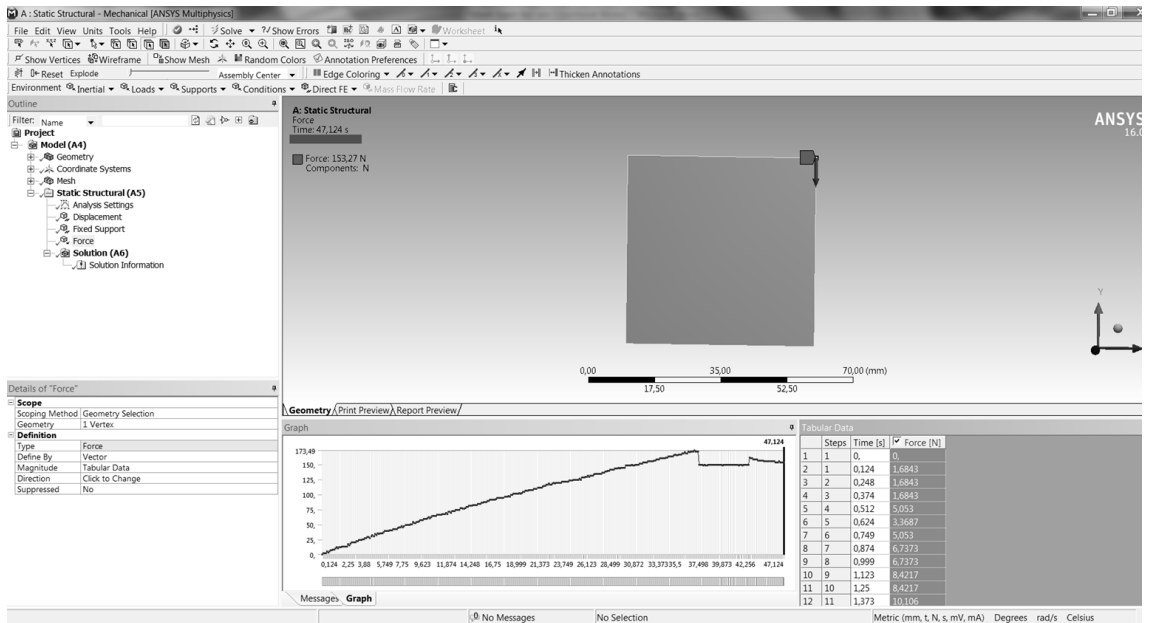 A : Static Structural - Mechanical [ANSYS Multiphysics]
File Edit View Units Tools Help Solve Show Errors Worksheet
Show Vertices Wireframe Show Mesh Random Colors Annotation Preferences
Reset Explode Assembly Center Edge Coloring Thicken Annotations
Environment Inertial Loads Supports Conditions Direct FE Mass Flow Rate
Outline
Filter: Name
Project
Model (A4)
Geometry
Coordinate Systems
Mesh
Static Structural (A5)
Analysis Settings
Displacement
Fixed Support
Force
Solution (A6)
Solution Information
A: Static Structural
Force
Time: 47,124 s
Force: 153,27 N
Components: N
ANSYS
16.0
Y
0,00 35,00 70,00 (mm)
17,50 52,50
Geometry Print Preview Report Preview
Details of "Force"
Scope
Scoping Method Geometry Selection
Geometry 1 Vertex
Definition
Type Force
Define By Vector
Magnitude Tabular Data
Direction Click to Change
Suppressed No
Graph
47,124
173,49
150,
125,
100,
75,
50,
25,
0,
0,124 2,25 3,88 5,749 7,75 9,623 11,874 14,248 16,75 18,999 21,373 23,749 26,123 28,499 30,872 33,37335,5 37,498 39,873 42,256 47,124
Messages Graph
Tabular Data
Steps Time [s] Force [N]
1 1 0, 0,
2 1 0,124 1,6843
3 2 0,248 1,6843
4 3 0,374 1,6843
5 4 0,512 5,053
6 5 0,624 3,3687
7 6 0,749 5,053
8 7 0,874 6,7373
9 8 0,999 6,7373
10 9 1,123 8,4217
11 10 1,25 8,4217
12 11 1,373 10,106
0 No Messages No Selection Metric (mm, t, N, s, mV, mA) Degrees rad/s Celsius